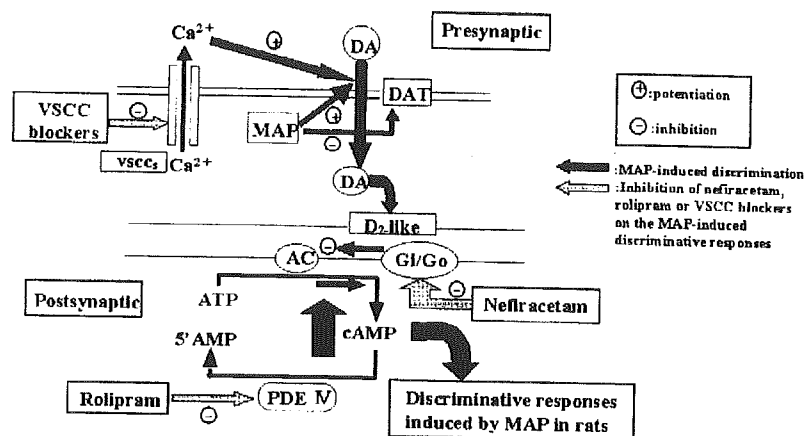 Ca²⁺
⊕
DA
Presynaptic
VSCC
blockers
⊖
MAP
⊕
⊖
DAT
vsccs
Ca²⁺
⊕:potentiation
⊖:inhibition
:MAP-induced discrimination
:Inhibition of nefiracetam,
rolipram or VSCC blockers
on the MAP-induced
discriminative responses
DA
D₂-like
AC
⊖
Gi/Go
Postsynaptic
ATP
⊖
Nefiracetam
5' AMP
cAMP
Rolipram
⊖
PDE Ⅳ
Discriminative responses
induced by MAP in rats